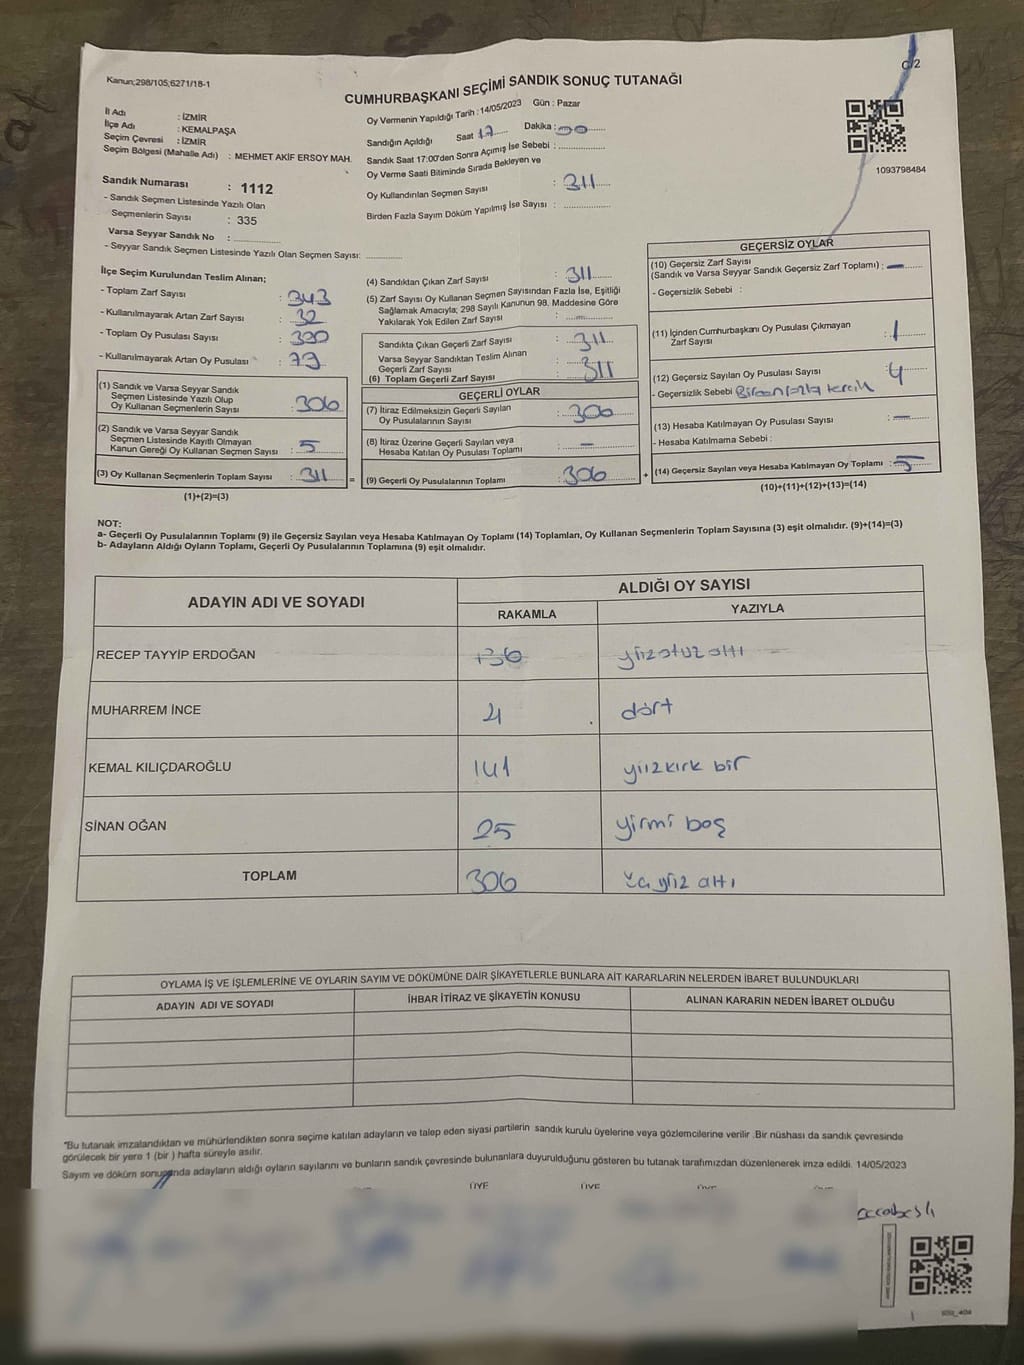 Kanun;298/105;6271/18-1
C/2
CUMHURBAŞKANI SEÇİMİ SANDIK SONUÇ TUTANAĞI
İl Adı : İZMİR
İlçe Adı : KEMALPAŞA
Seçim Çevresi : İZMİR
Seçim Bölgesi (Mahalle Adı) : MEHMET AKİF ERSOY MAH.
Sandık Numarası : 1112
- Sandık Seçmen Listesinde Yazılı Olan
Seçmenlerin Sayısı : 335
Varsa Seyyar Sandık No : ............
- Seyyar Sandık Seçmen Listesinde Yazılı Olan Seçmen Sayısı: ............
Oy Vermenin Yapıldığı Tarih : 14/05/2023 Gün : Pazar
Sandığın Açıldığı Saat 17 Dakika : 00
Sandık Saat 17:00'den Sonra Açımış İse Sebebi : ............
Oy Verme Saati Bitiminde Sırada Bekleyen ve
Oy Kullandırılan Seçmen Sayısı : 311
Birden Fazla Sayım Döküm Yapılmış İse Sayısı : ............
1093798484
İlçe Seçim Kurulundan Teslim Alınan;
- Toplam Zarf Sayısı : 343
- Kullanılmayarak Artan Zarf Sayısı : 32
- Toplam Oy Pusulası Sayısı :
- Kullanılmayarak Artan Oy Pusulası :
(1) Sandık ve Varsa Seyyar Sandık
Seçmen Listesinde Yazılı Olup
Oy Kullanan Seçmenlerin Sayısı : 306
(2) Sandık ve Varsa Seyyar Sandık
Seçmen Listesinde Kayıtlı Olmayan
Kanun Gereği Oy Kullanan Seçmen Sayısı : 5
(3) Oy Kullanan Seçmenlerin Toplam Sayısı : 311 =
(1)+(2)=(3)
(4) Sandıktan Çıkan Zarf Sayısı : 311
(5) Zarf Sayısı Oy Kullanan Seçmen Sayısından Fazla İse, Eşitliği
Sağlamak Amacıyla; 298 Sayılı Kanunun 98. Maddesine Göre
Yakılarak Yok Edilen Zarf Sayısı : —
Sandıkta Çıkan Geçerli Zarf Sayısı : 311
Varsa Seyyar Sandıktan Teslim Alınan
Geçerli Zarf Sayısı
(6) Toplam Geçerli Zarf Sayısı : 311
GEÇERLİ OYLAR
(7) İtiraz Edilmeksizin Geçerli Sayılan
Oy Pusulalarının Sayısı : 306
(8) İtiraz Üzerine Geçerli Sayılan veya
Hesaba Katılan Oy Pusulası Toplamı : —
(9) Geçerli Oy Pusulalarının Toplamı : 306 +
GEÇERSİZ OYLAR
(10) Geçersiz Zarf Sayısı
(Sandık ve Varsa Seyyar Sandık Geçersiz Zarf Toplamı) : —
- Geçersizlik Sebebi :
(11) İçinden Cumhurbaşkanı Oy Pusulası Çıkmayan
Zarf Sayısı : 1
(12) Geçersiz Sayılan Oy Pusulası Sayısı : 4
- Geçersizlik Sebebi Birden fazla tercih
(13) Hesaba Katılmayan Oy Pusulası Sayısı : —
- Hesaba Katılmama Sebebi :
(14) Geçersiz Sayılan veya Hesaba Katılmayan Oy Toplamı : 5
(10)+(11)+(12)+(13)=(14)
NOT:
a- Geçerli Oy Pusulalarının Toplamı (9) ile Geçersiz Sayılan veya Hesaba Katılmayan Oy Toplamı (14) Toplamları, Oy Kullanan Seçmenlerin Toplam Sayısına (3) eşit olmalıdır. (9)+(14)=(3)
b- Adayların Aldığı Oyların Toplamı, Geçerli Oy Pusulalarının Toplamına (9) eşit olmalıdır.
ADAYIN ADI VE SOYADI ALDIĞI OY SAYISI
RAKAMLA YAZIYLA
RECEP TAYYİP ERDOĞAN 136 yüzotuz altı
MUHARREM İNCE 4 dört
KEMAL KILIÇDAROĞLU 141 yüzkırk bir
SİNAN OĞAN 25 yirmi beş
TOPLAM 306 üçyüz altı
OYLAMA İŞ VE İŞLEMLERİNE VE OYLARIN SAYIM VE DÖKÜMÜNE DAİR ŞİKAYETLERLE BUNLARA AİT KARARLARIN NELERDEN İBARET BULUNDUKLARI
ADAYIN ADI VE SOYADI İHBAR İTİRAZ VE ŞİKAYETİN KONUSU ALINAN KARARIN NEDEN İBARET OLDUĞU
"Bu tutanak imzalandıktan ve mühürlendikten sonra seçime katılan adayların ve talep eden siyasi partilerin sandık kurulu üyelerine veya gözlemcilerine verilir .Bir nüshası da sandık çevresinde
görülecek bir yere 1 (bir ) hafta süreyle asılır.
Sayım ve döküm sonucunda adayların aldığı oyların sayılarını ve bunların sandık çevresinde bulunanlara duyurulduğunu gösteren bu tutanak tarafımızdan düzenlenerek imza edildi. 14/05/2023
ÜYE ÜYE ÜYE